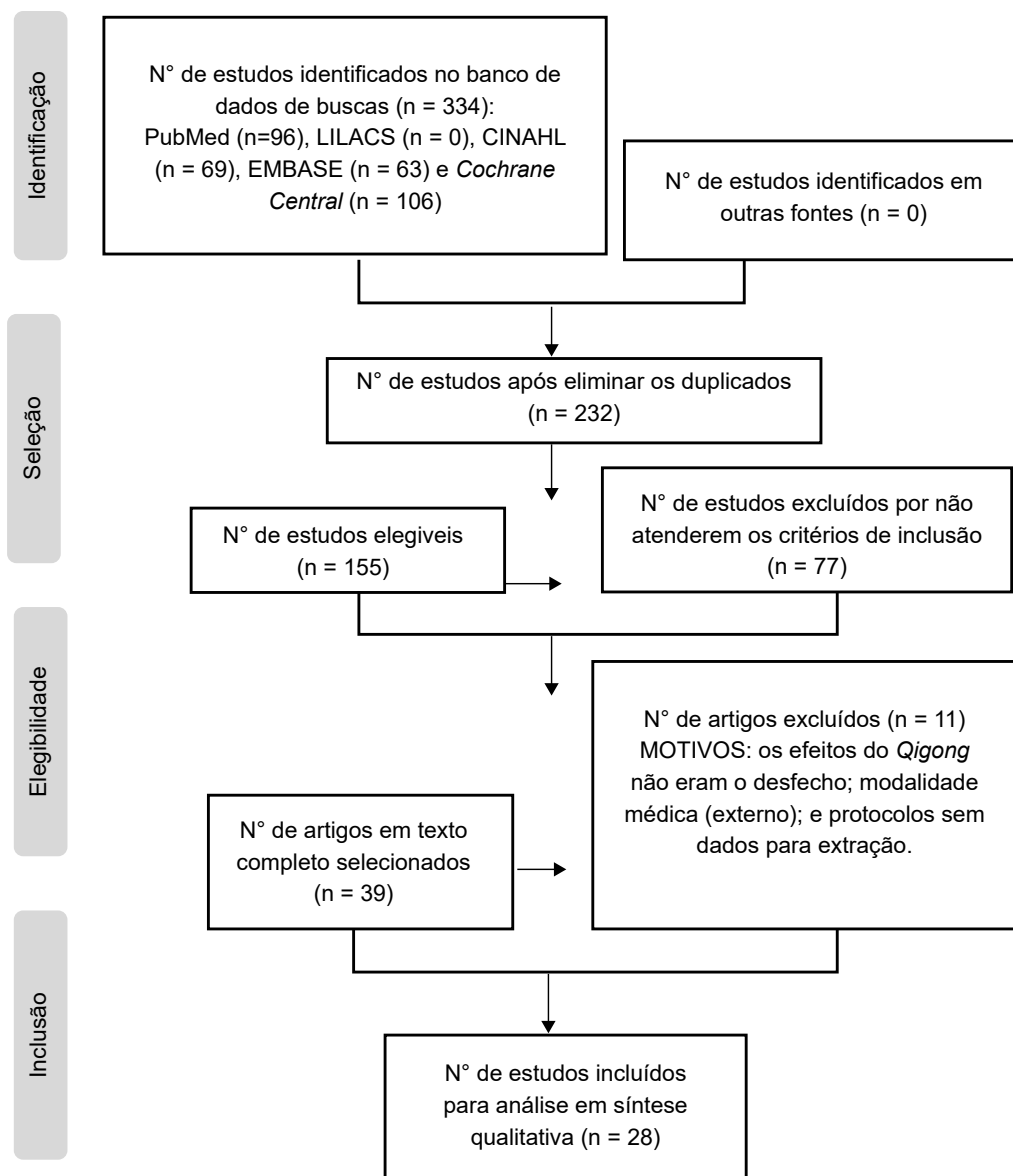 Identificação
N° de estudos identificados no banco de
dados de buscas (n = 334):
PubMed (n=96), LILACS (n = 0), CINAHL
(n = 69), EMBASE (n = 63) e Cochrane
Central (n = 106)
N° de estudos identificados em
outras fontes (n = 0)
Seleção
N° de estudos após eliminar os duplicados
(n = 232)
N° de estudos elegiveis
(n = 155)
N° de estudos excluídos por não
atenderem os critérios de inclusão
(n = 77)
Elegibilidade
N° de artigos em texto
completo selecionados
(n = 39)
N° de artigos excluídos (n = 11)
MOTIVOS: os efeitos do Qigong
não eram o desfecho; modalidade
médica (externo); e protocolos sem
dados para extração.
Inclusão
N° de estudos incluídos
para análise em síntese
qualitativa (n = 28)